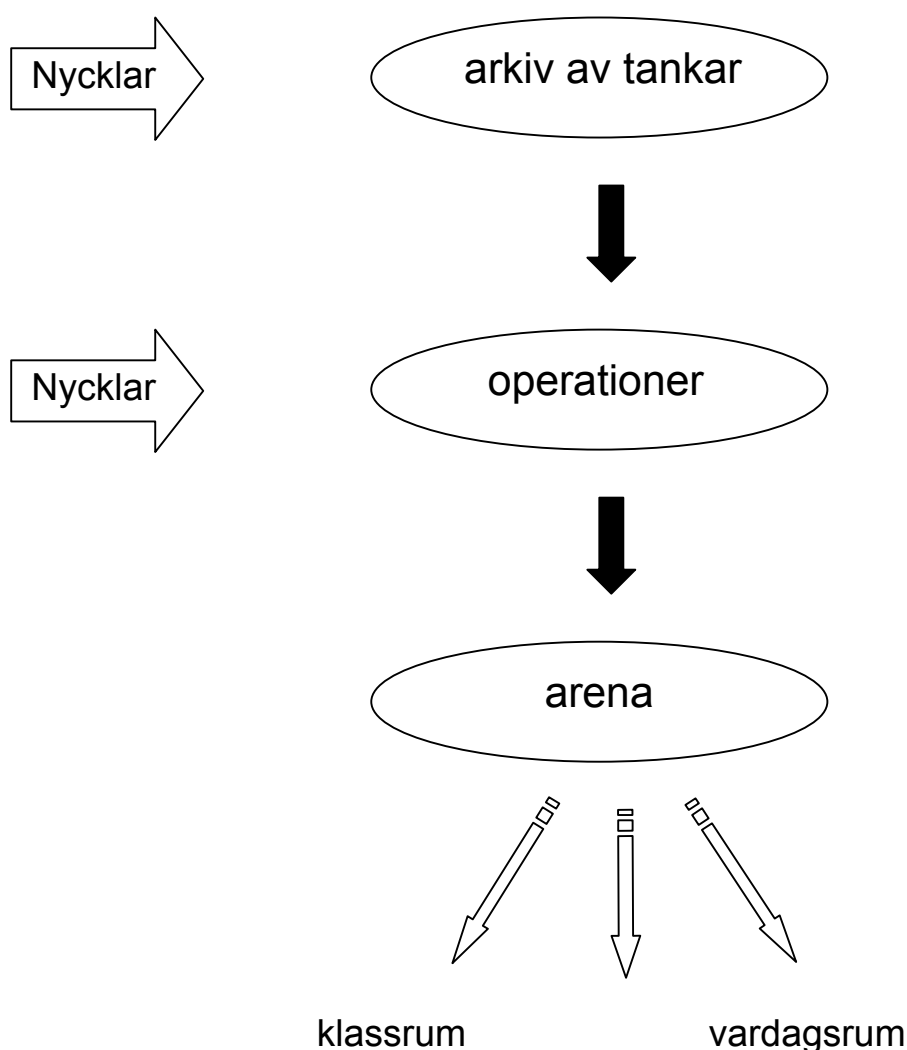 Nycklar
arkiv av tankar
Nycklar
operationer
arena
klassrum
vardagsrum